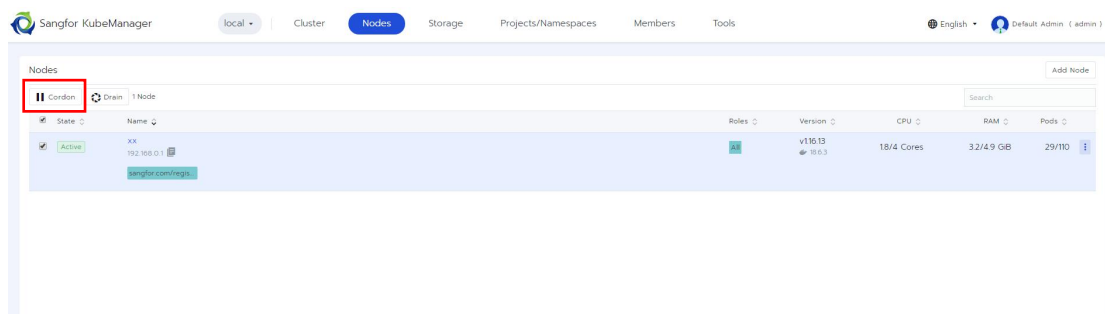 Sangfor KubeManager local Cluster Nodes Storage Projects/Namespaces Members Tools English Default Admin ( admin )
Nodes Add Node
Cordon Drain 1 Node Search
State Name Roles Version CPU RAM Pods
Active xx All v1.16.13 1.8/4 Cores 3.2/4.9 GiB 29/110
192.168.0.1 18.6.3
sangfor.com/regis...